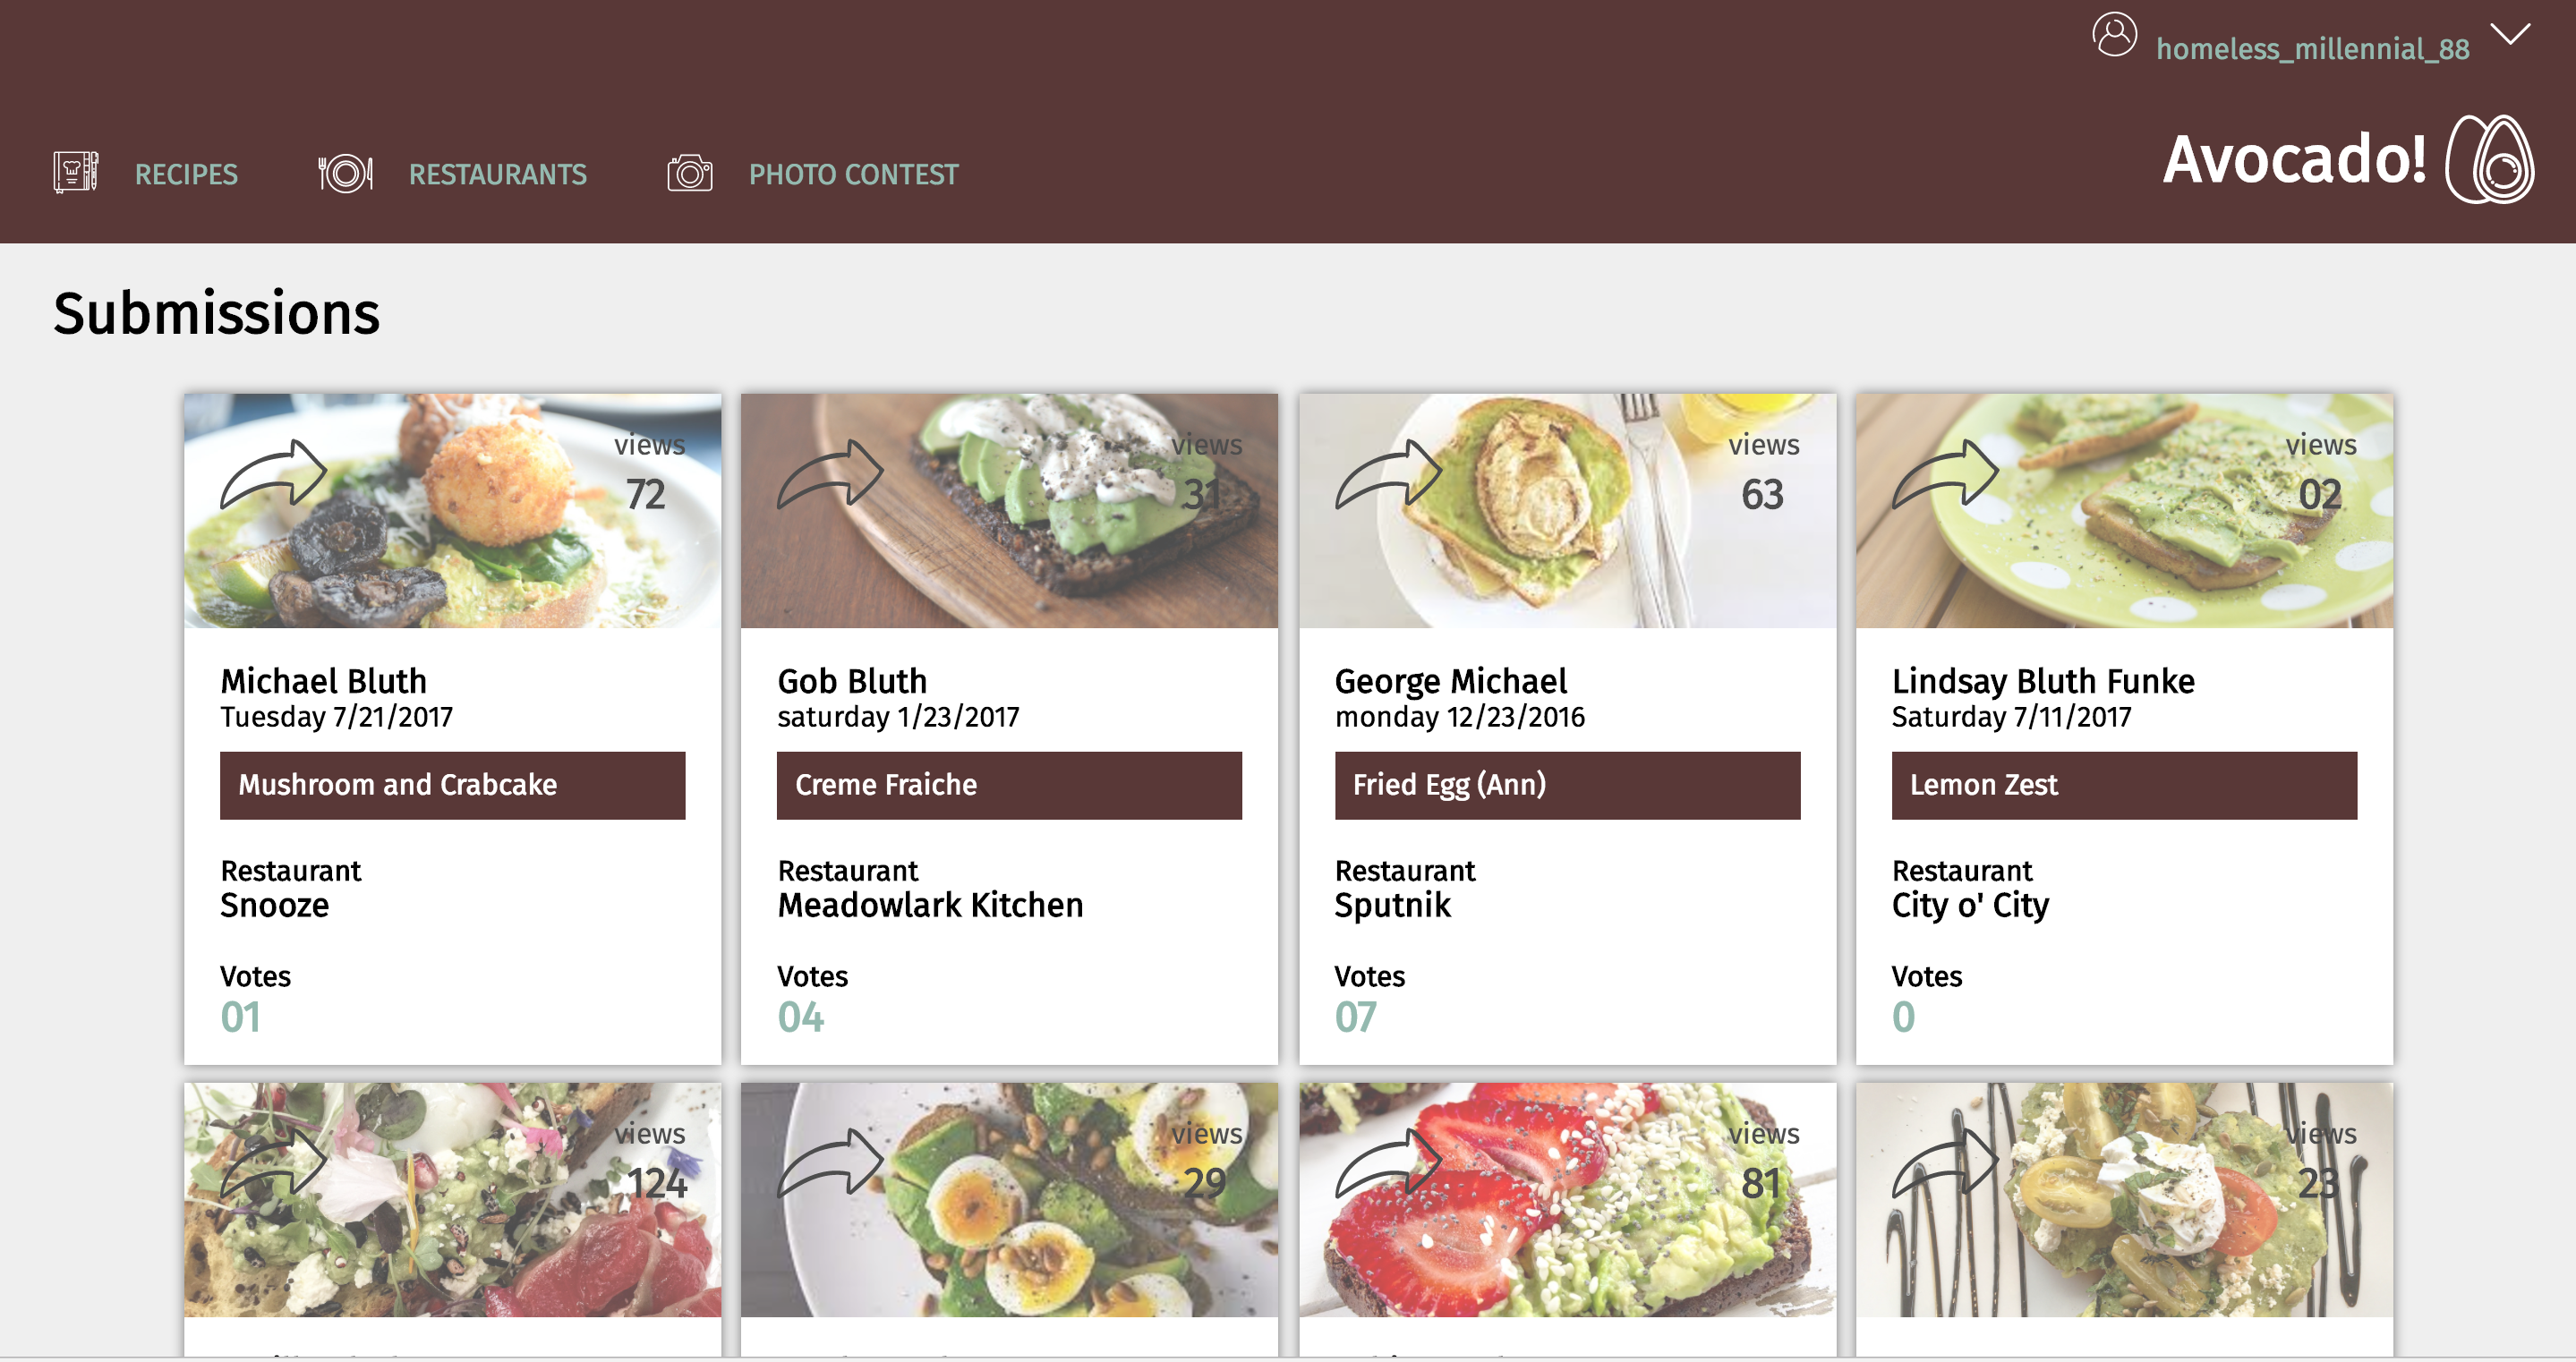 homeless_millennial_88
RECIPES
RESTAURANTS
PHOTO CONTEST
Avocado!
Submissions
views
72
Michael Bluth
Tuesday 7/21/2017
Mushroom and Crabcake
Restaurant
Snooze
Votes
01
views
31
Gob Bluth
saturday 1/23/2017
Creme Fraiche
Restaurant
Meadowlark Kitchen
Votes
04
views
63
George Michael
monday 12/23/2016
Fried Egg (Ann)
Restaurant
Sputnik
Votes
07
views
02
Lindsay Bluth Funke
Saturday 7/11/2017
Lemon Zest
Restaurant
City o' City
Votes
0
views
124
views
29
views
81
views
23